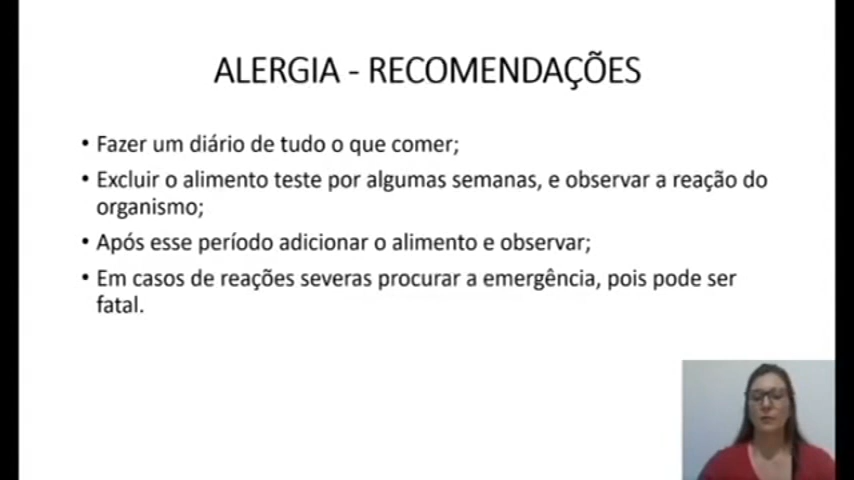 ALERGIA - RECOMENDAÇÕES
• Fazer um diário de tudo o que comer;
• Excluir o alimento teste por algumas semanas, e observar a reação do
organismo;
• Após esse período adicionar o alimento e observar;
• Em casos de reações severas procurar a emergência, pois pode ser
fatal.